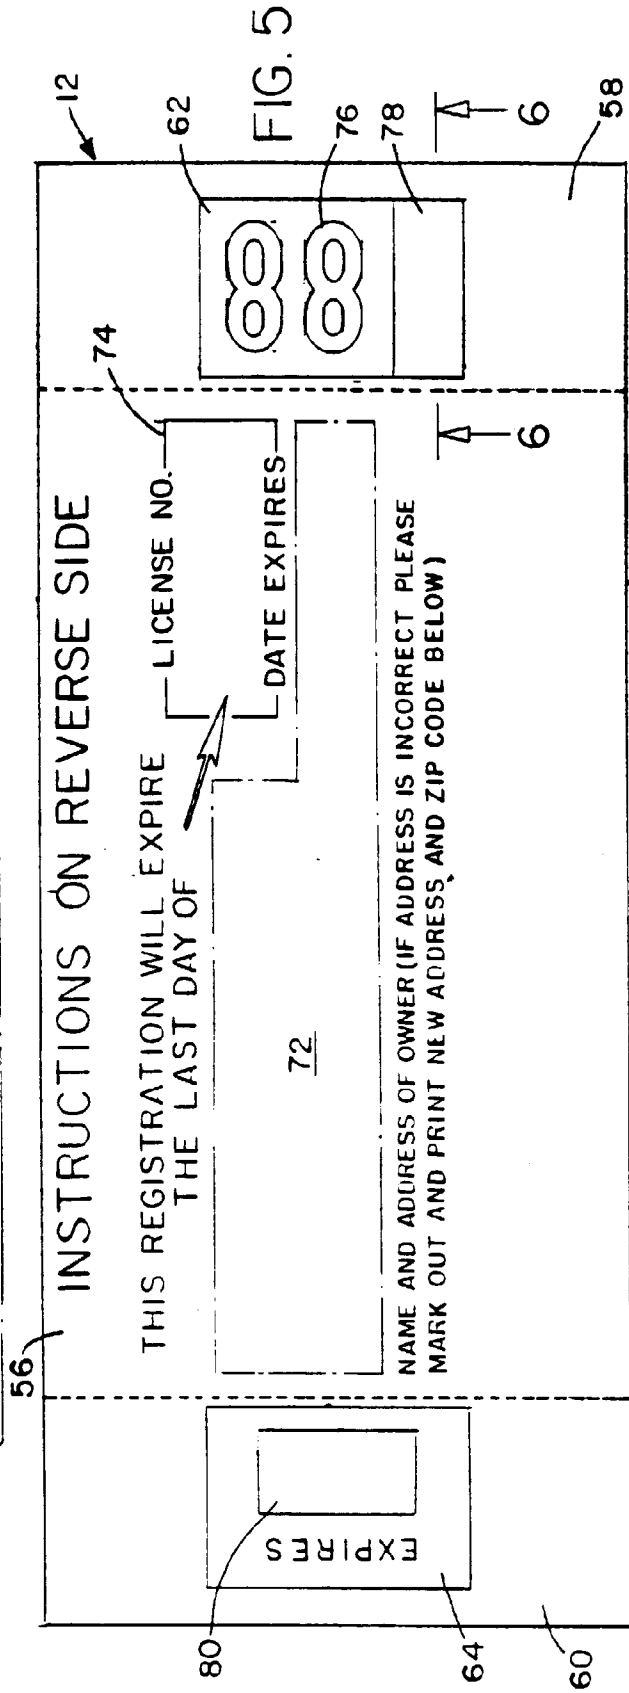 FIG. 5
12
62
76
78
6
58
74
56
INSTRUCTIONS ON REVERSE SIDE
THIS REGISTRATION WILL EXPIRE
THE LAST DAY OF
LICENSE NO.
DATE EXPIRES
88
6
72
NAME AND ADDRESS OF OWNER (IF ADDRESS IS INCORRECT PLEASE
MARK OUT AND PRINT NEW ADDRESS AND ZIP CODE BELOW)
EXPIRES
80
64
60